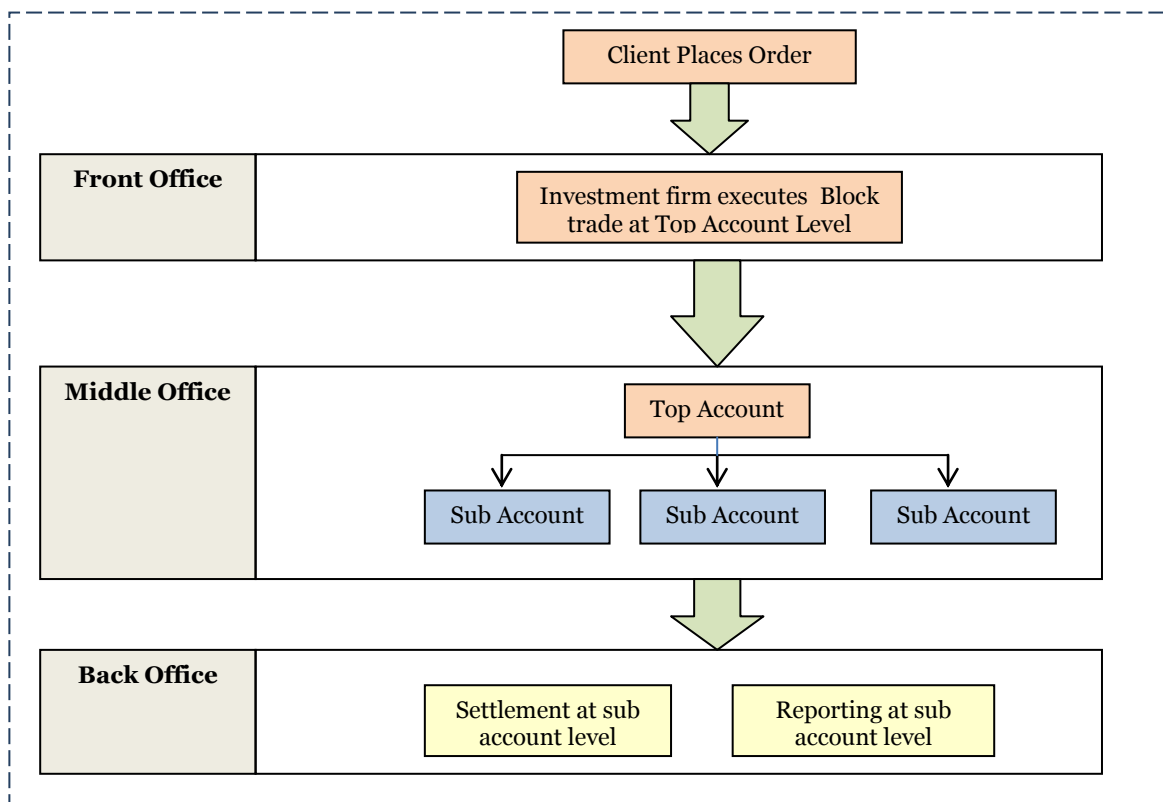 Client Places Order
Front Office
Investment firm executes Block
trade at Top Account Level
Middle Office
Top Account
Sub Account
Sub Account
Sub Account
Back Office
Settlement at sub
account level
Reporting at sub
account level